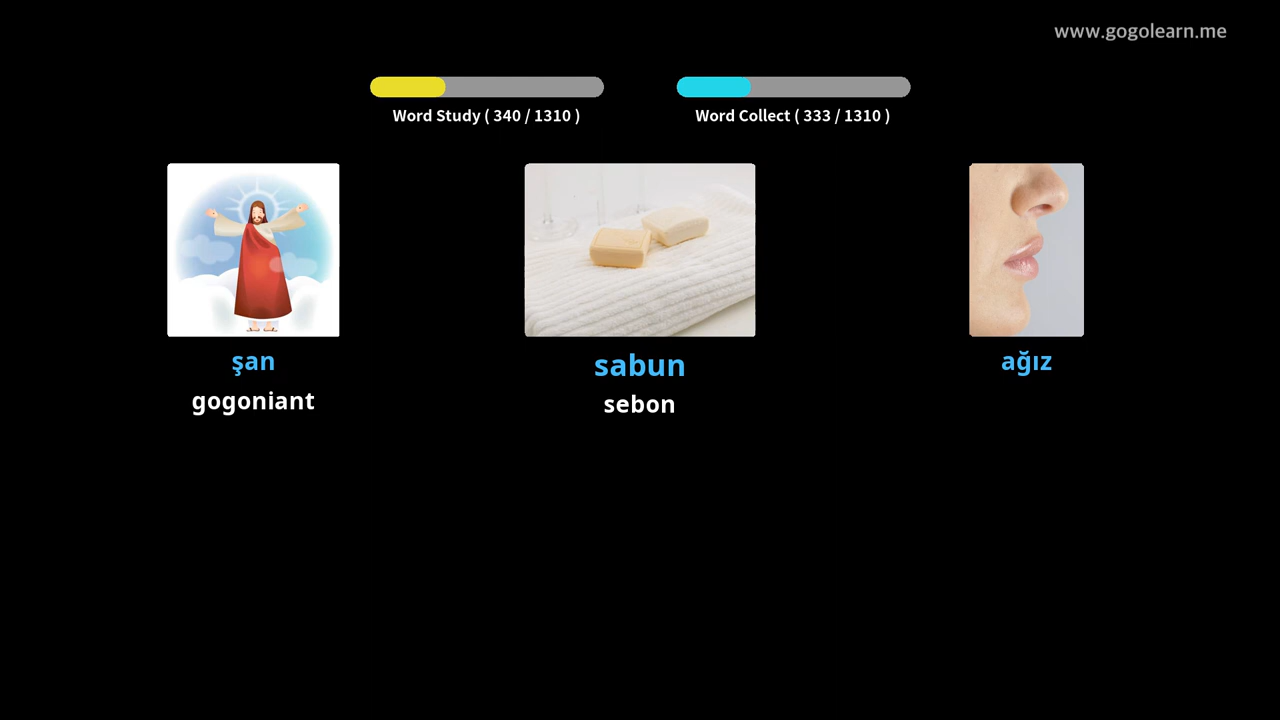 www.gogolearn.me
Word Study ( 340 / 1310 )
Word Collect ( 333 / 1310 )
şan
gogoniant
sabun
sebon
ağız